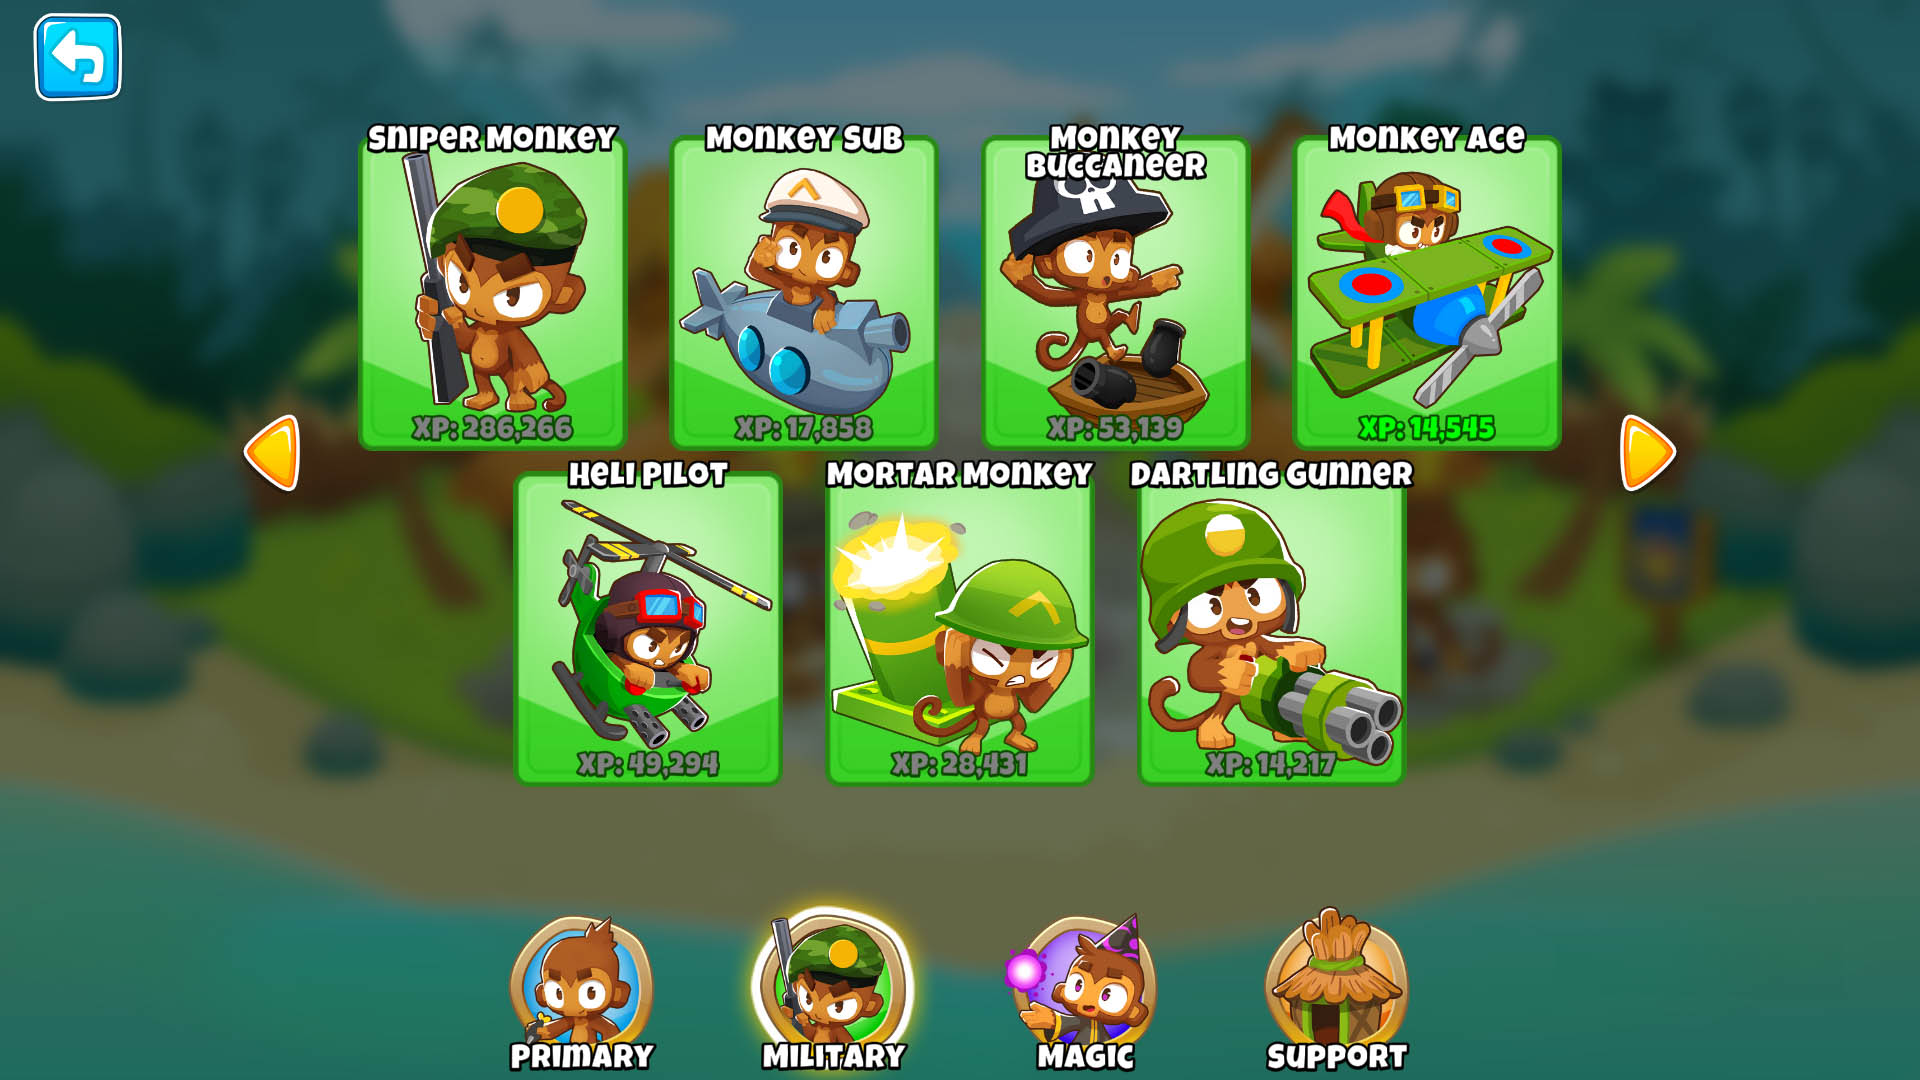 Sniper Monkey
Monkey Sub
Monkey
Buccaneer
Monkey Ace
XP: 286,266
XP: 17,858
XP: 53,139
XP: 14,545
Heli Pilot
Mortar Monkey
Dartling Gunner
XP: 49,294
XP: 28,431
XP: 14,217
Primary
Military
Magic
Support